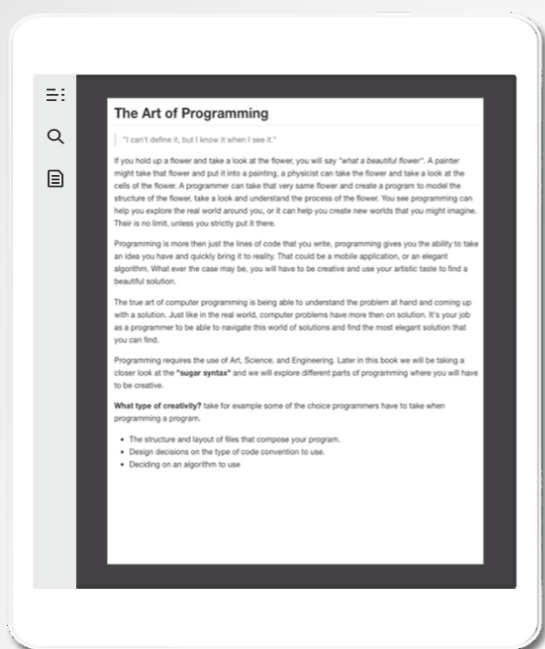 The Art of Programming
"I can't define it, but I know it when I see it."
If you hold up a flower and take a look at the flower, you will say "what a beautiful flower". A painter
might take that flower and put it into a painting, a physicist can take the flower and take a look at the
cells of the flower. A programmer can take that very same flower and create a program to model the
structure of the flower, take a look and understand the process of the flower. You see programming can
help you explore the real world around you, or it can help you create new worlds that you might imagine.
Their is no limit, unless you strictly put it there.
Programming is more then just the lines of code that you write, programming gives you the ability to take
an idea you have and quickly bring it to reality. That could be a mobile application, or an elegant
algorithm. What ever the case may be, you will have to be creative and use your artistic taste to find a
beautiful solution.
The true art of computer programming is being able to understand the problem at hand and coming up
with a solution. Just like in the real world, computer problems have more then on solution. It's your job
as a programmer to be able to navigate this world of solutions and find the most elegant solution that
you can find.
Programming requires the use of Art, Science, and Engineering. Later in this book we will be taking a
closer look at the "sugar syntax" and we will explore different parts of programming where you will have
to be creative.
What type of creativity? take for example some of the choice programmers have to take when
programming a program.
• The structure and layout of files that compose your program.
• Design decisions on the type of code convention to use.
• Deciding on an algorithm to use